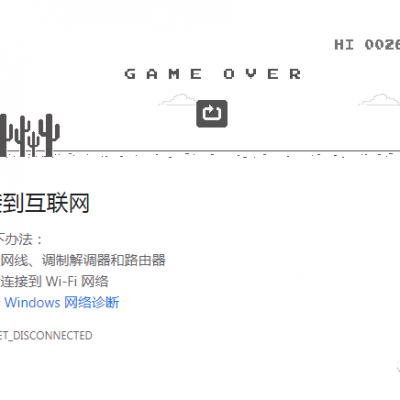 HI 0026
GAME OVER
接到互联网
下办法：
网线、调制解调器和路由器
连接到 Wi-Fi 网络
Windows 网络诊断
ET_DISCONNECTED